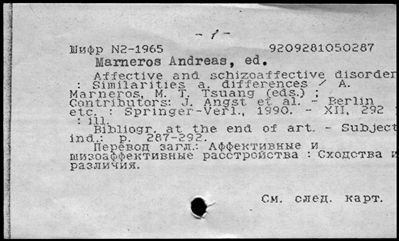 - 1 -
Шифр N2-1965 9209281050287
Marneros Andreas, ed.
Affective and schizoaffective disorder
: Similarities a. differences / A.
Marneros, M. T. Tsuang (eds.) ;
Contributors: J. Angst et al. - Berlin
etc. : Springer-Verl., 1990. - XII, 292
: ill.
Bibliogr. at the end of art. - Subject
ind.: p. 287-292.
Перевод загл.: Аффективные и
шизоаффективные расстройства : Сходства и
различия.
См. след. карт.